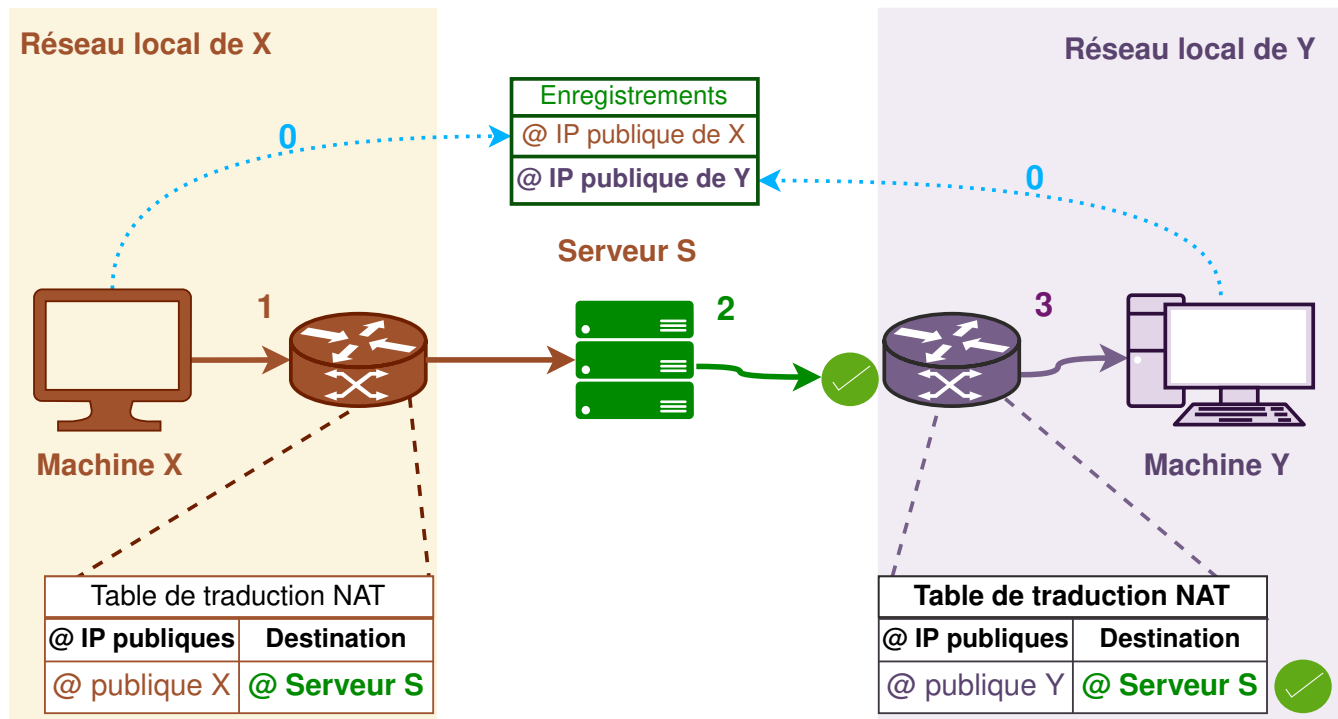 Réseau local de X
Réseau local de Y
Enregistrements
@ IP publique de X
@ IP publique de Y
0
0
Serveur S
1
2
3
Machine X
Machine Y
Table de traduction NAT
@ IP publiques Destination
@ publique X @ Serveur S
Table de traduction NAT
@ IP publiques Destination
@ publique Y @ Serveur S